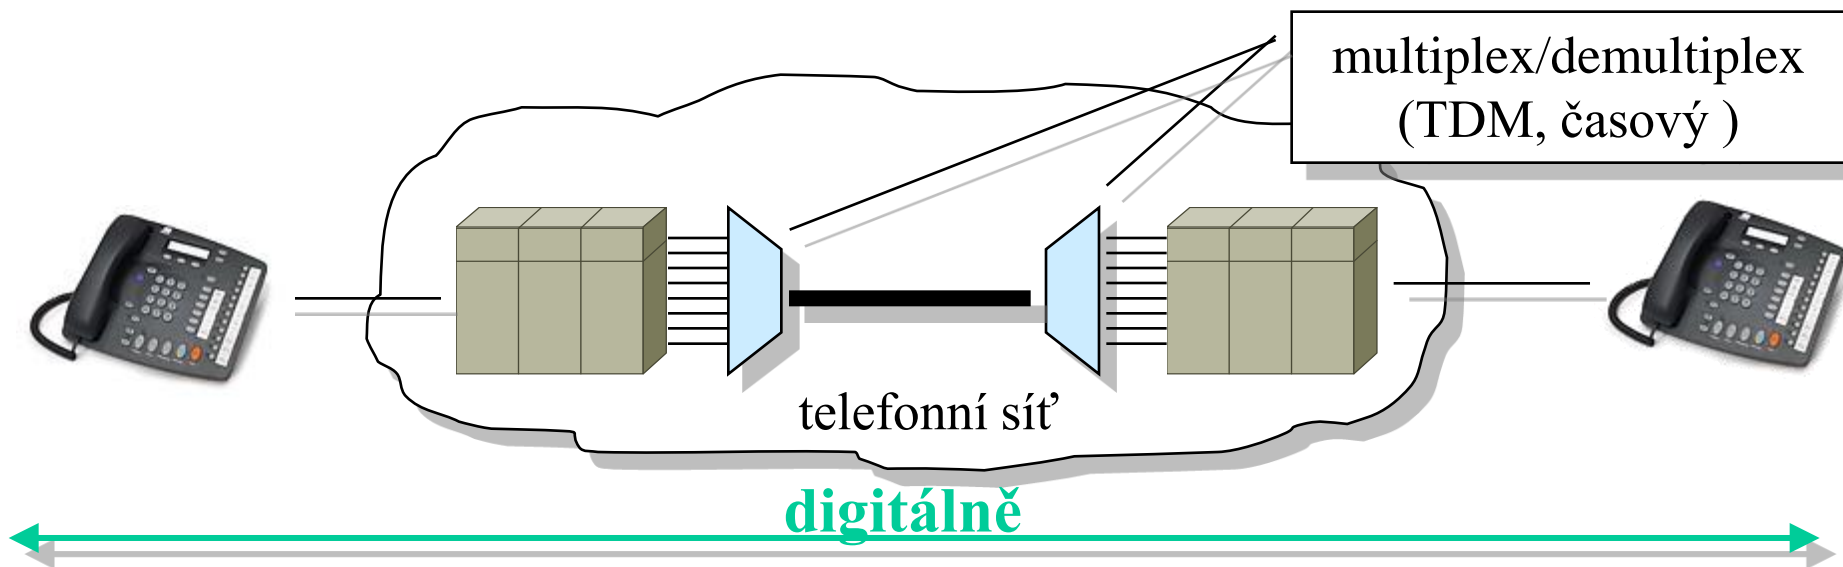 multiplex/demultiplex
(TDM, časový )
telefonní síť
digitálně